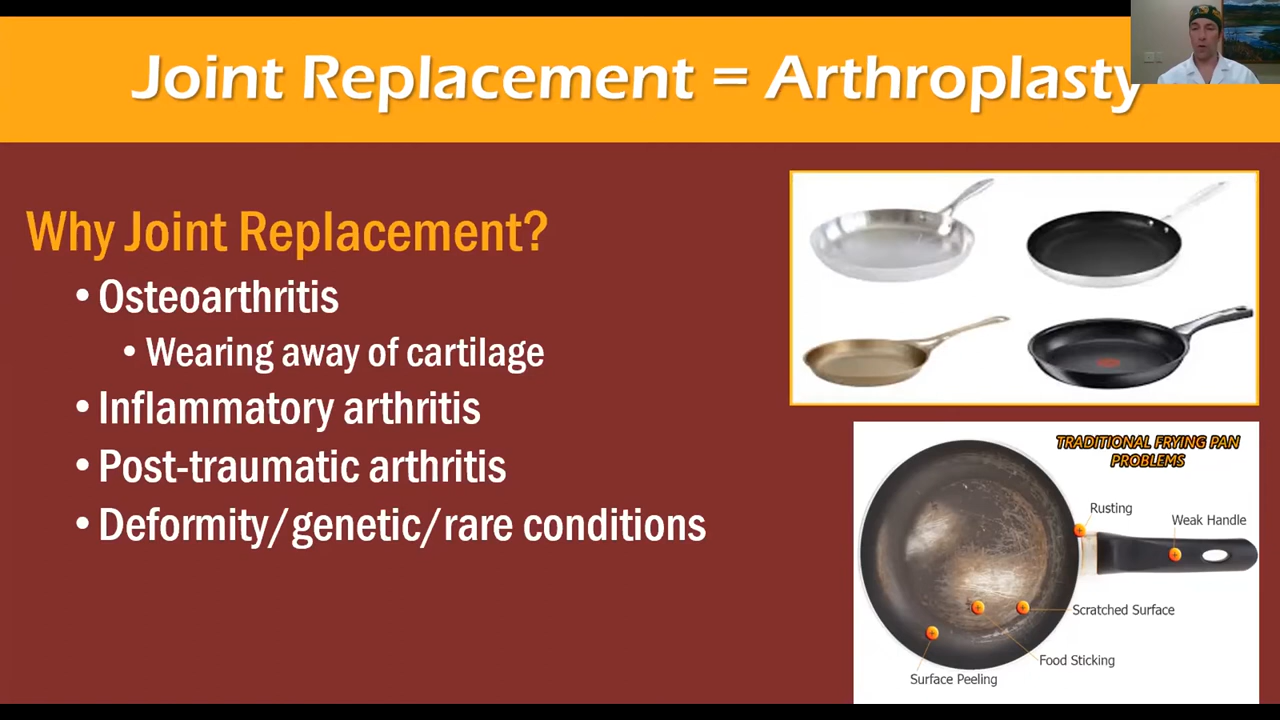 Joint Replacement = Arthroplasty
Why Joint Replacement?
• Osteoarthritis
• Wearing away of cartilage
• Inflammatory arthritis
• Post-traumatic arthritis
• Deformity/genetic/rare conditions
TRADITIONAL FRYING PAN
PROBLEMS
Rusting
Weak Handle
Scratched Surface
Food Sticking
Surface Peeling